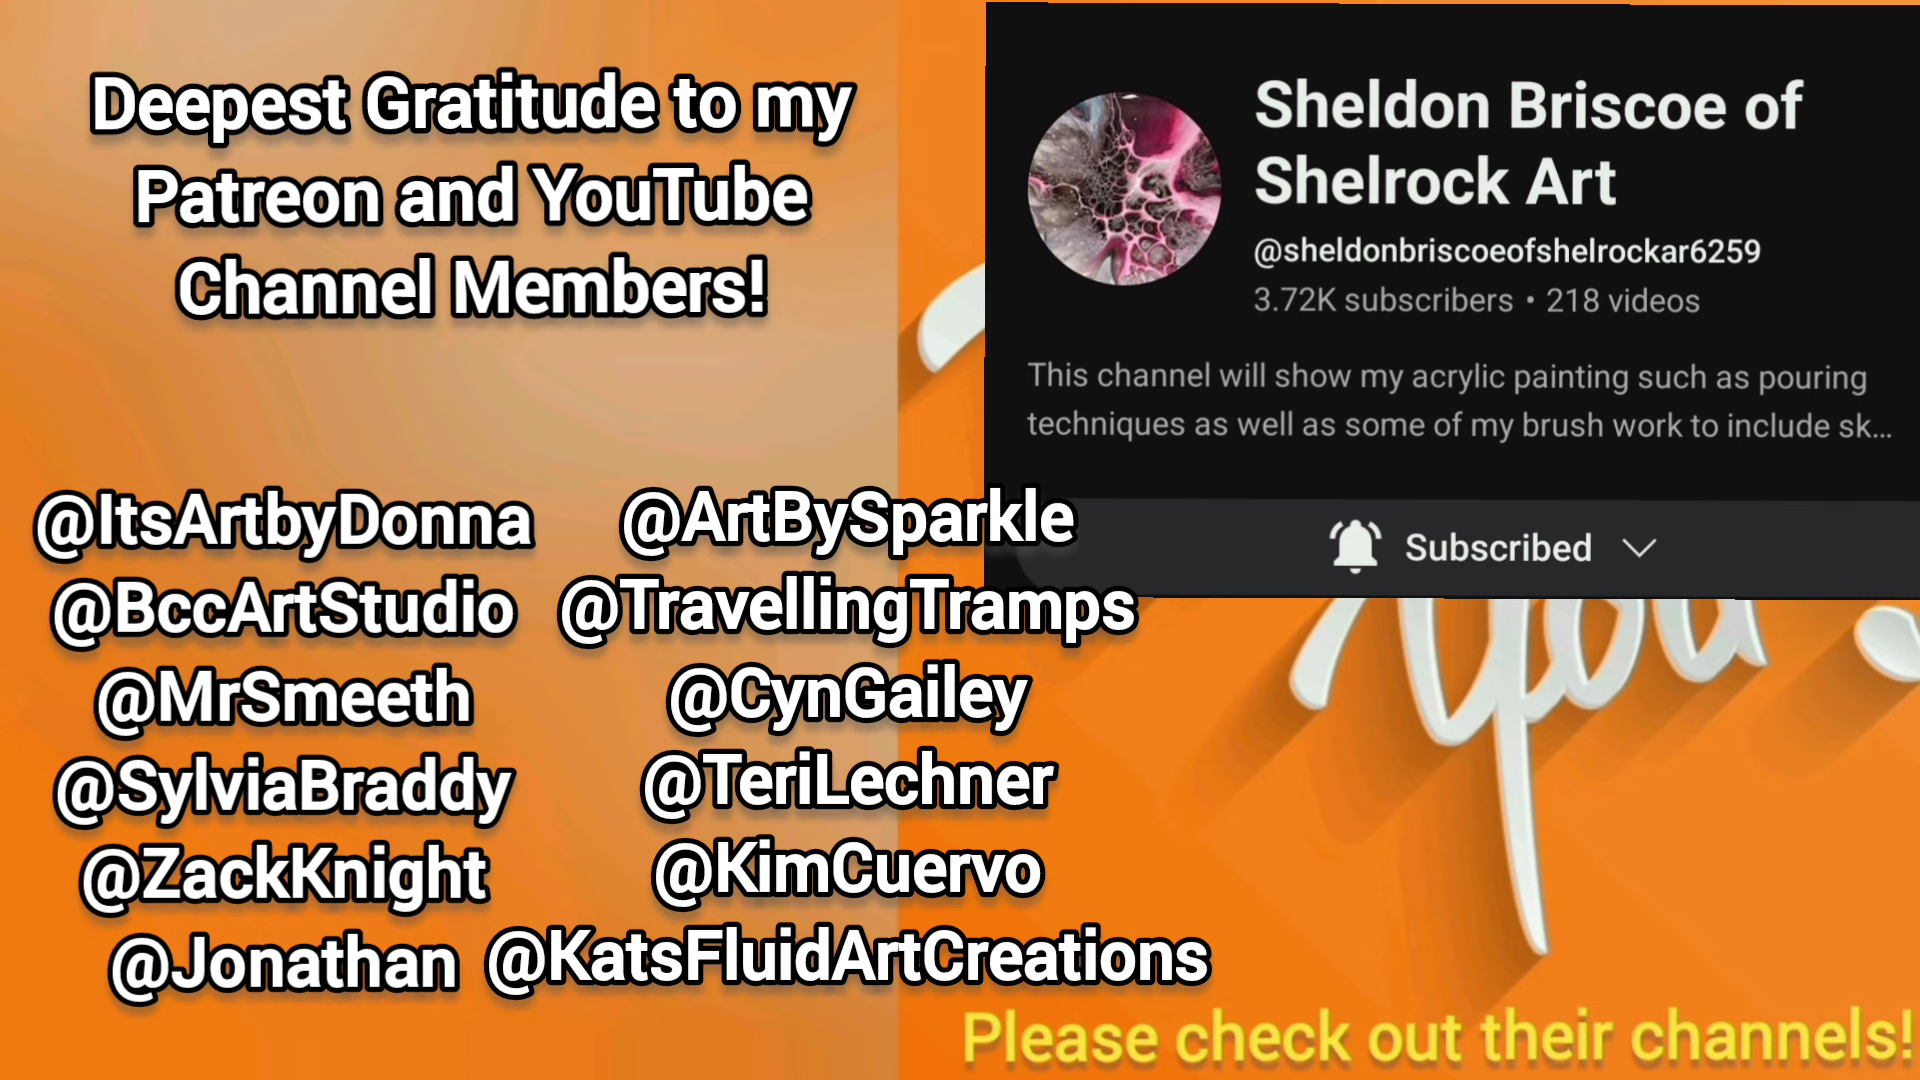 Deepest Gratitude to my
Patreon and YouTube
Channel Members!
Sheldon Briscoe of
Shelrock Art
@sheldonbriscoeofshelrockar6259
3.72K subscribers • 218 videos
This channel will show my acrylic painting such as pouring
techniques as well as some of my brush work to include sk...
Subscribed
@ItsArtbyDonna
@BccArtStudio
@MrSmeeth
@SylviaBraddy
@ZackKnight
@Jonathan
@ArtBySparkle
@TravellingTramps
@CynGailey
@TeriLechner
@KimCuervo
@KatsFluidArtCreations
you
Please check out their channels!